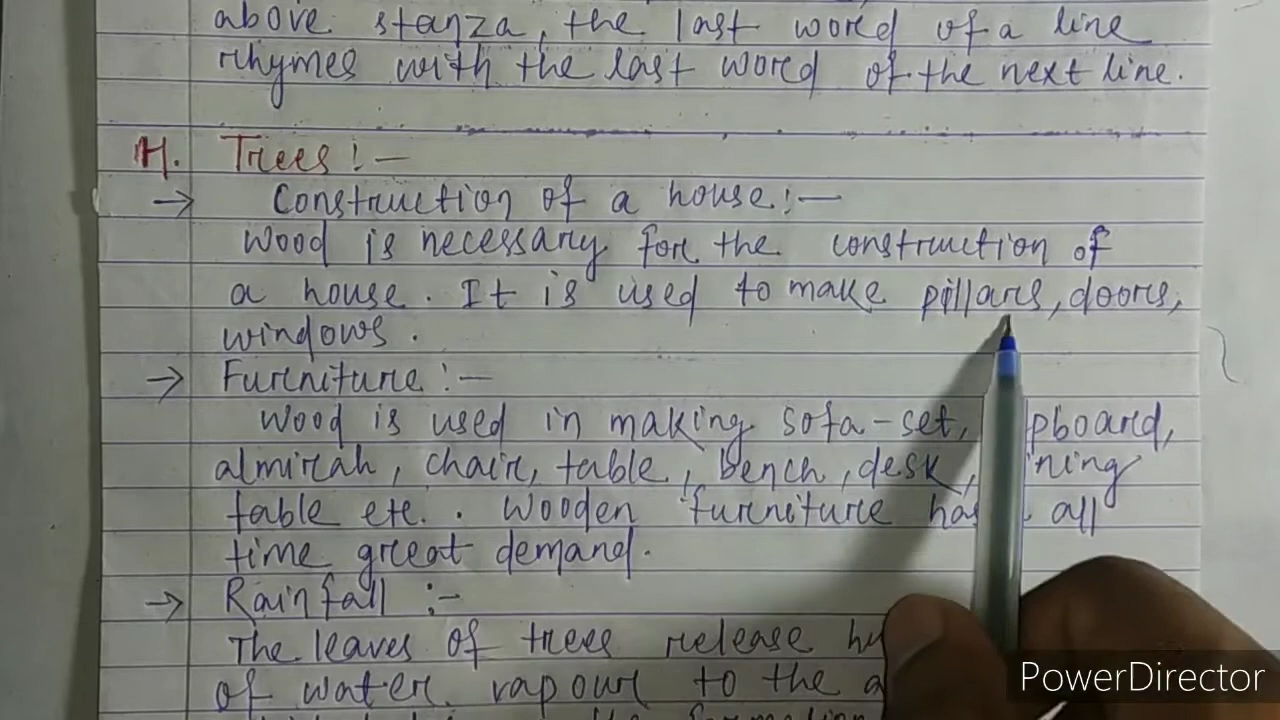 above stanza, the last word of a line
rhymes with the last word of the next line.
H. Trees :-
→ Construction of a house :-
Wood is necessary for the construction of
a house. It is used to make pillars, doors,
windows.
→ Furniture :-
Wood is used in making sofa-set, pboard,
almirah, chair, table, bench, desk, ning
table etc.. Wooden furniture has all
time great demand.
→ Rainfall :-
The leaves of trees release
of water vapour to the a
the formation
PowerDirector